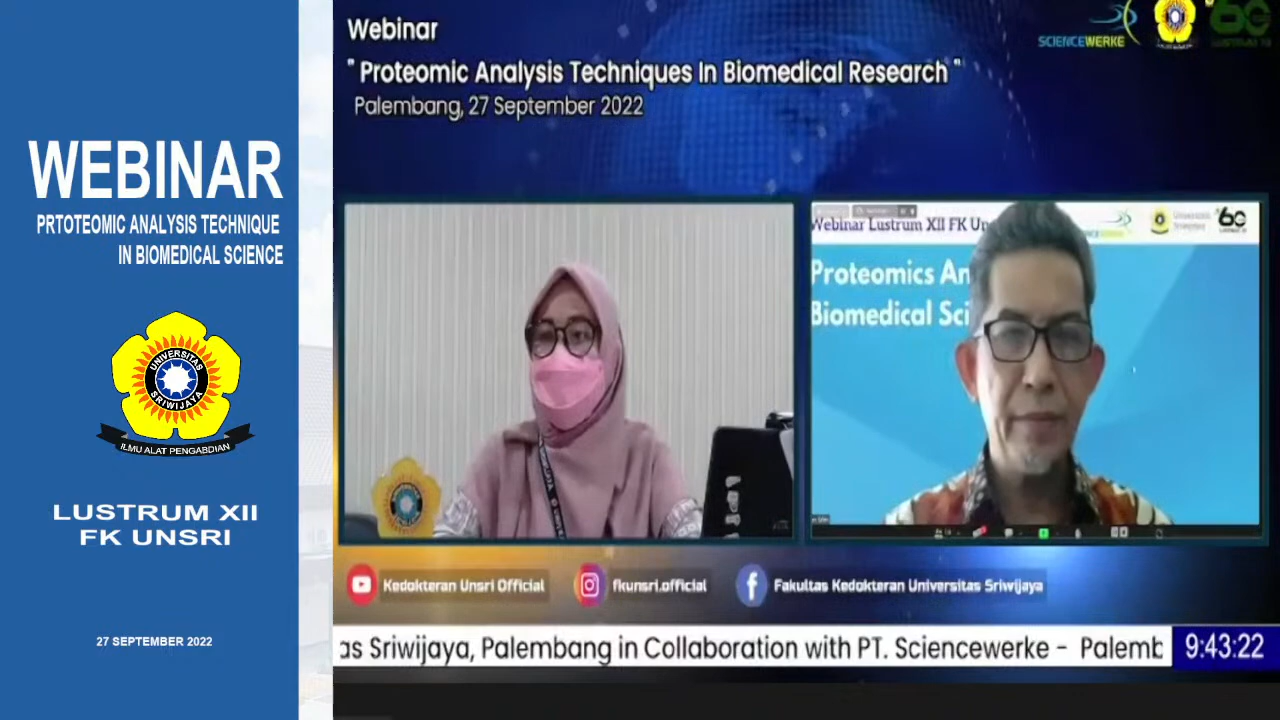 WEBINAR
PRTOTEOMIC ANALYSIS TECHNIQUE
IN BIOMEDICAL SCIENCE
UNIVERSITAS
SRIWIJAYA
ILMU ALAT PENGABDIAN
LUSTRUM XII
FK UNSRI
27 SEPTEMBER 2022
Webinar
" Proteomic Analysis Techniques In Biomedical Research "
Palembang, 27 September 2022
SCIENCEWERKE
60
Webinar Lustrum XII FK Un
60
Proteomics An
Biomedical Sci
Kedokteran Unsri Official
fkunsri.official
Fakultas Kedokteran Universitas Sriwijaya
as Sriwijaya, Palembang in Collaboration with PT. Sciencewerke - Palemb
9:43:22